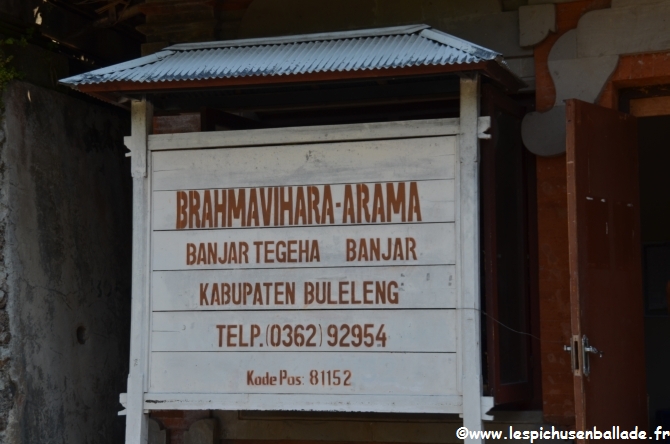 BRAHMAVIHARA-ARAMA
BANJAR TEGEHA BANJAR
KABUPATEN BULELENG
TELP. (0362) 92954
Kode Pos: 81152
©www.lespichusenballade.fr